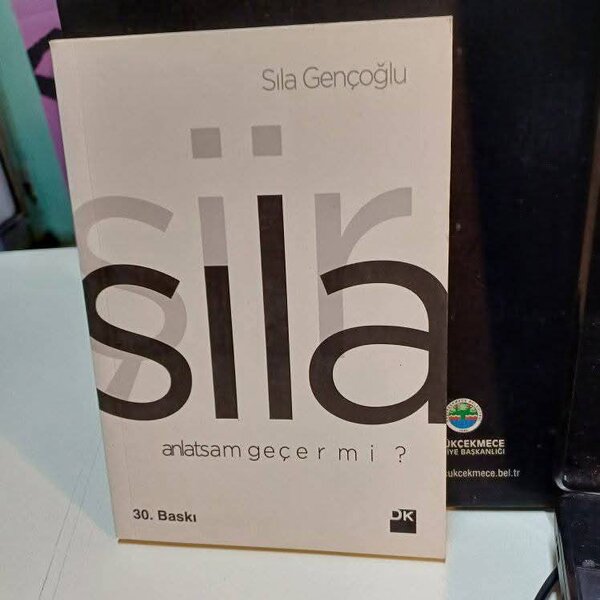 Sıla Gençoğlu
şiir
sıla
anlatsam geçer mi ?
30. Baskı
DK
ÜKÇEKMECE
İYE BAŞKANLIĞI
ukcekmece.bel.tr